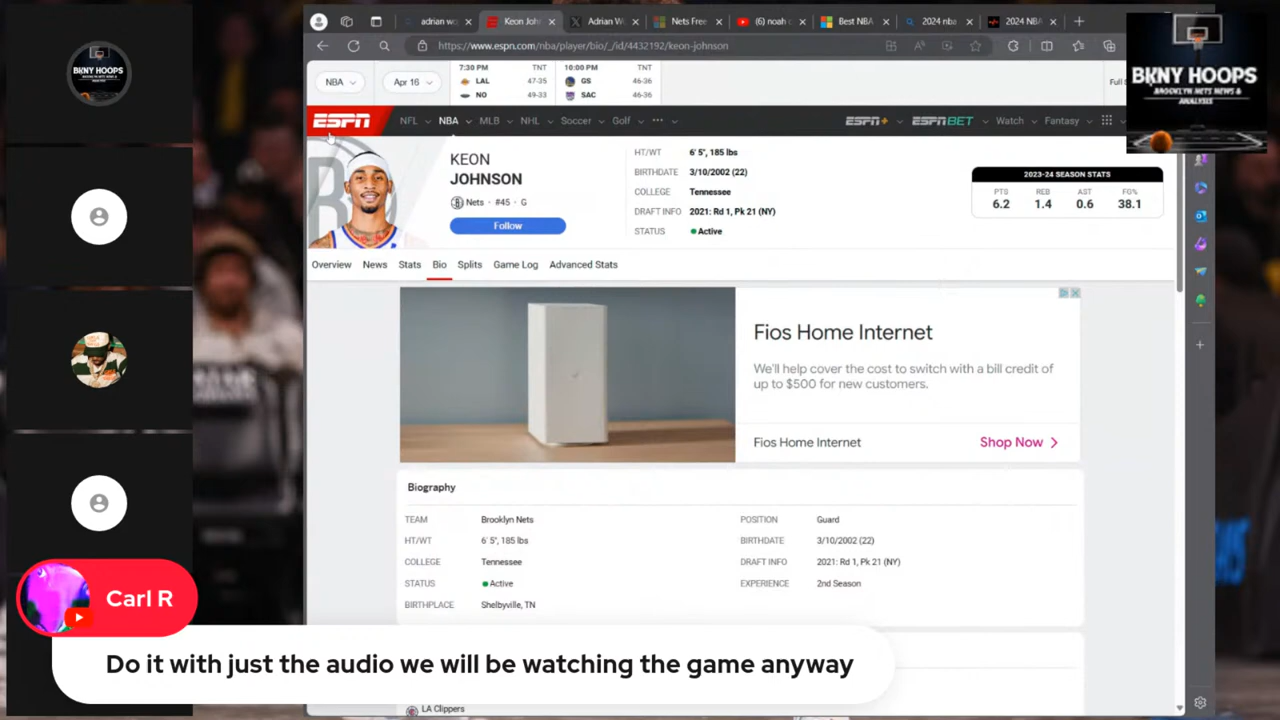 adrian wo
Keon Joh
Adrian W
Nets Free
(6) noah c
Best NBA
2024 nba
2024 NBA
https://www.espn.com/nba/player/bio/_/id/4432192/keon-johnson
BKNY HOOPS
BROOKLYN NETS NEWS & ANALYSIS
BKNY HOOPS
NBA
Apr 16
7:30 PM TNT
LAL 47-35
NO 49-33
10:00 PM TNT
GS 46-36
SAC 46-36
Full
ESPN
NFL NBA MLB NHL Soccer Golf ••• ESPN+ ESPN BET Watch Fantasy
KEON
JOHNSON
Nets · #45 · G
Follow
HT/WT 6' 5", 185 lbs
BIRTHDATE 3/10/2002 (22)
COLLEGE Tennessee
DRAFT INFO 2021: Rd 1, Pk 21 (NY)
STATUS Active
2023-24 SEASON STATS
PTS REB AST FG%
6.2 1.4 0.6 38.1
Overview News Stats Bio Splits Game Log Advanced Stats
Fios Home Internet
We'll help cover the cost to switch with a bill credit of
up to $500 for new customers.
Fios Home Internet Shop Now
Biography
TEAM Brooklyn Nets
HT/WT 6' 5", 185 lbs
COLLEGE Tennessee
STATUS Active
BIRTHPLACE Shelbyville, TN
POSITION Guard
BIRTHDATE 3/10/2002 (22)
DRAFT INFO 2021: Rd 1, Pk 21 (NY)
EXPERIENCE 2nd Season
Carl R
Do it with just the audio we will be watching the game anyway
LA Clippers